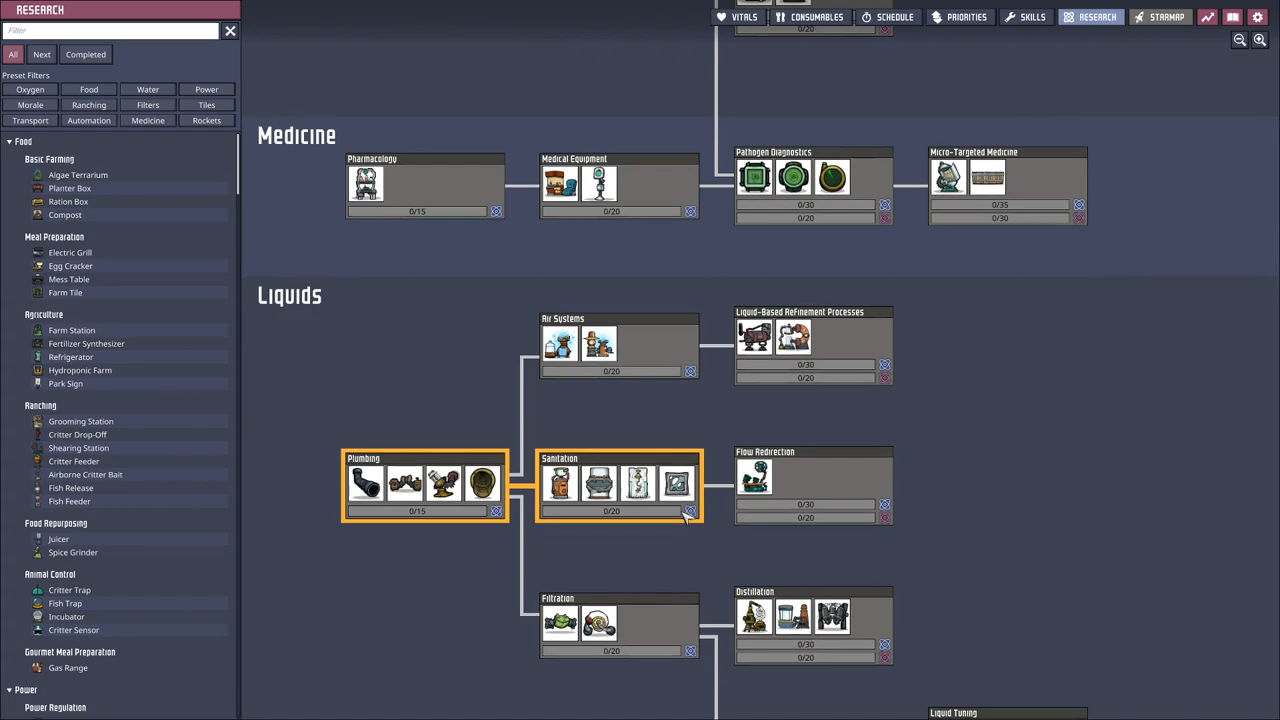 RESEARCH
VITALS
CONSUMABLES
SCHEDULE
PRIORITIES
SKILLS
RESEARCH
STARMAP
Filter
All
Next
Completed
Preset Filters
Oxygen
Food
Water
Power
Morale
Ranching
Filters
Tiles
Transport
Automation
Medicine
Rockets
Food
Basic Farming
Algae Terrarium
Planter Box
Ration Box
Compost
Meal Preparation
Electric Grill
Egg Cracker
Mess Table
Farm Tile
Agriculture
Farm Station
Fertilizer Synthesizer
Refrigerator
Hydroponic Farm
Park Sign
Ranching
Grooming Station
Critter Drop-Off
Shearing Station
Critter Feeder
Airborne Critter Bait
Fish Release
Fish Feeder
Food Repurposing
Juicer
Spice Grinder
Animal Control
Critter Trap
Fish Trap
Incubator
Critter Sensor
Gourmet Meal Preparation
Gas Range
Power
Power Regulation
0/20
Medicine
Pharmacology
0/15
Medical Equipment
0/20
Pathogen Diagnostics
0/30
0/20
Micro-Targeted Medicine
0/35
0/30
Liquids
Air Systems
0/20
Liquid-Based Refinement Processes
0/30
0/20
Plumbing
0/15
Sanitation
0/20
Flow Redirection
0/30
0/20
Filtration
0/20
Distillation
0/30
0/20
Liquid Tuning